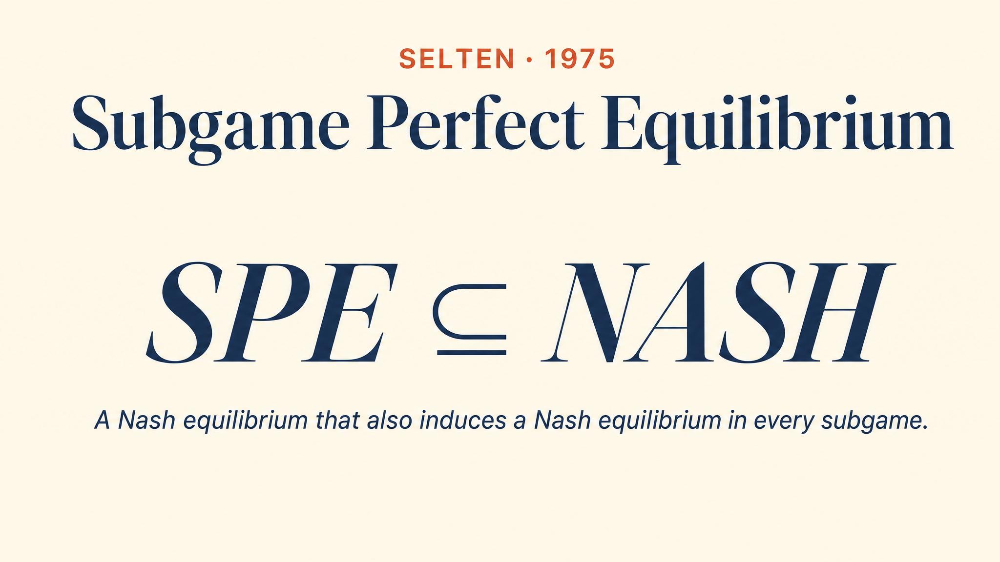 SELTEN · 1975
Subgame Perfect Equilibrium
SPE ⊆ NASH
A Nash equilibrium that also induces a Nash equilibrium in every subgame.